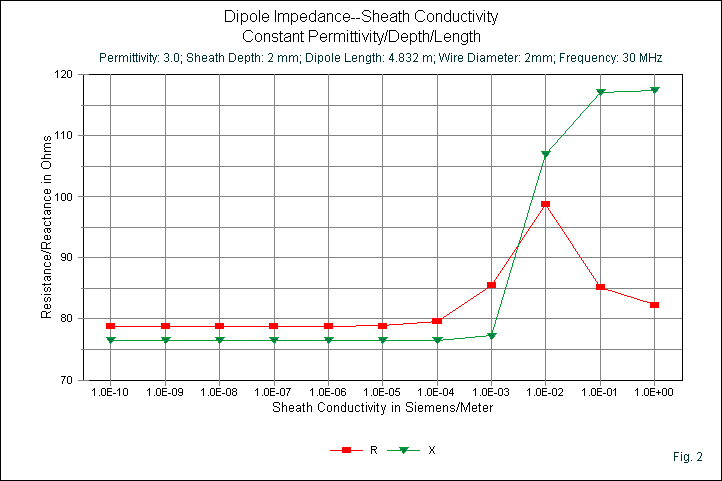 Dipole Impedance--Sheath Conductivity
Constant Permittivity/Depth/Length
Permittivity: 3.0; Sheath Depth: 2 mm; Dipole Length: 4.832 m; Wire Diameter: 2mm; Frequency: 30 MHz
Resistance/Reactance in Ohms
120
110
100
90
80
70
1.0E-10 1.0E-09 1.0E-08 1.0E-07 1.0E-06 1.0E-05 1.0E-04 1.0E-03 1.0E-02 1.0E-01 1.0E+00
Sheath Conductivity in Siemens/Meter
R X
Fig. 2